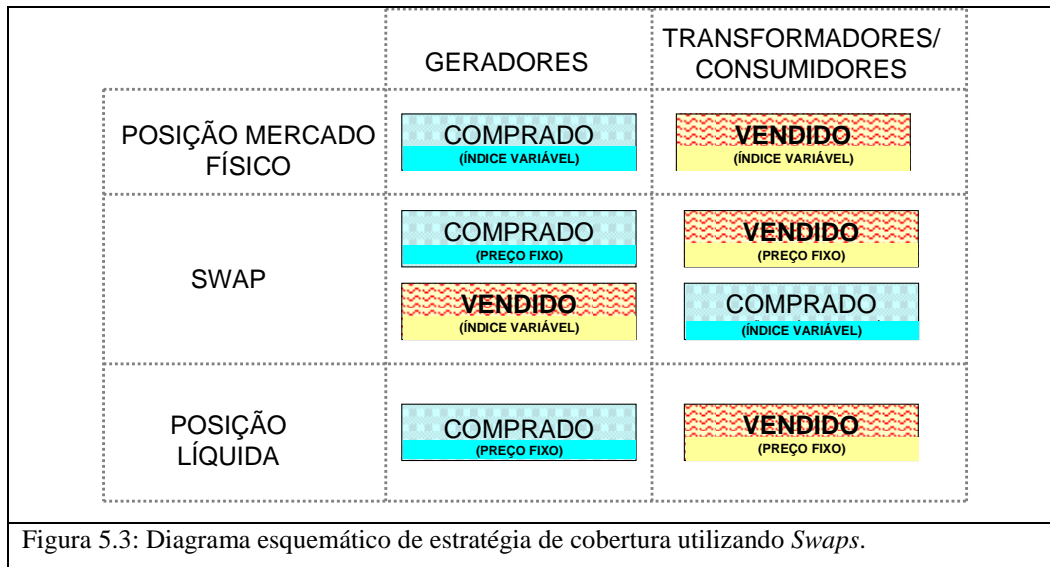 GERADORES
TRANSFORMADORES/
CONSUMIDORES
POSIÇÃO MERCADO
FÍSICO
COMPRADO
(ÍNDICE VARIÁVEL)
VENDIDO
(ÍNDICE VARIÁVEL)
SWAP
COMPRADO
(PREÇO FIXO)
VENDIDO
(PREÇO FIXO)
VENDIDO
(ÍNDICE VARIÁVEL)
COMPRADO
(ÍNDICE VARIÁVEL)
POSIÇÃO
LÍQUIDA
COMPRADO
(PREÇO FIXO)
VENDIDO
(PREÇO FIXO)
Figura 5.3: Diagrama esquemático de estratégia de cobertura utilizando Swaps.